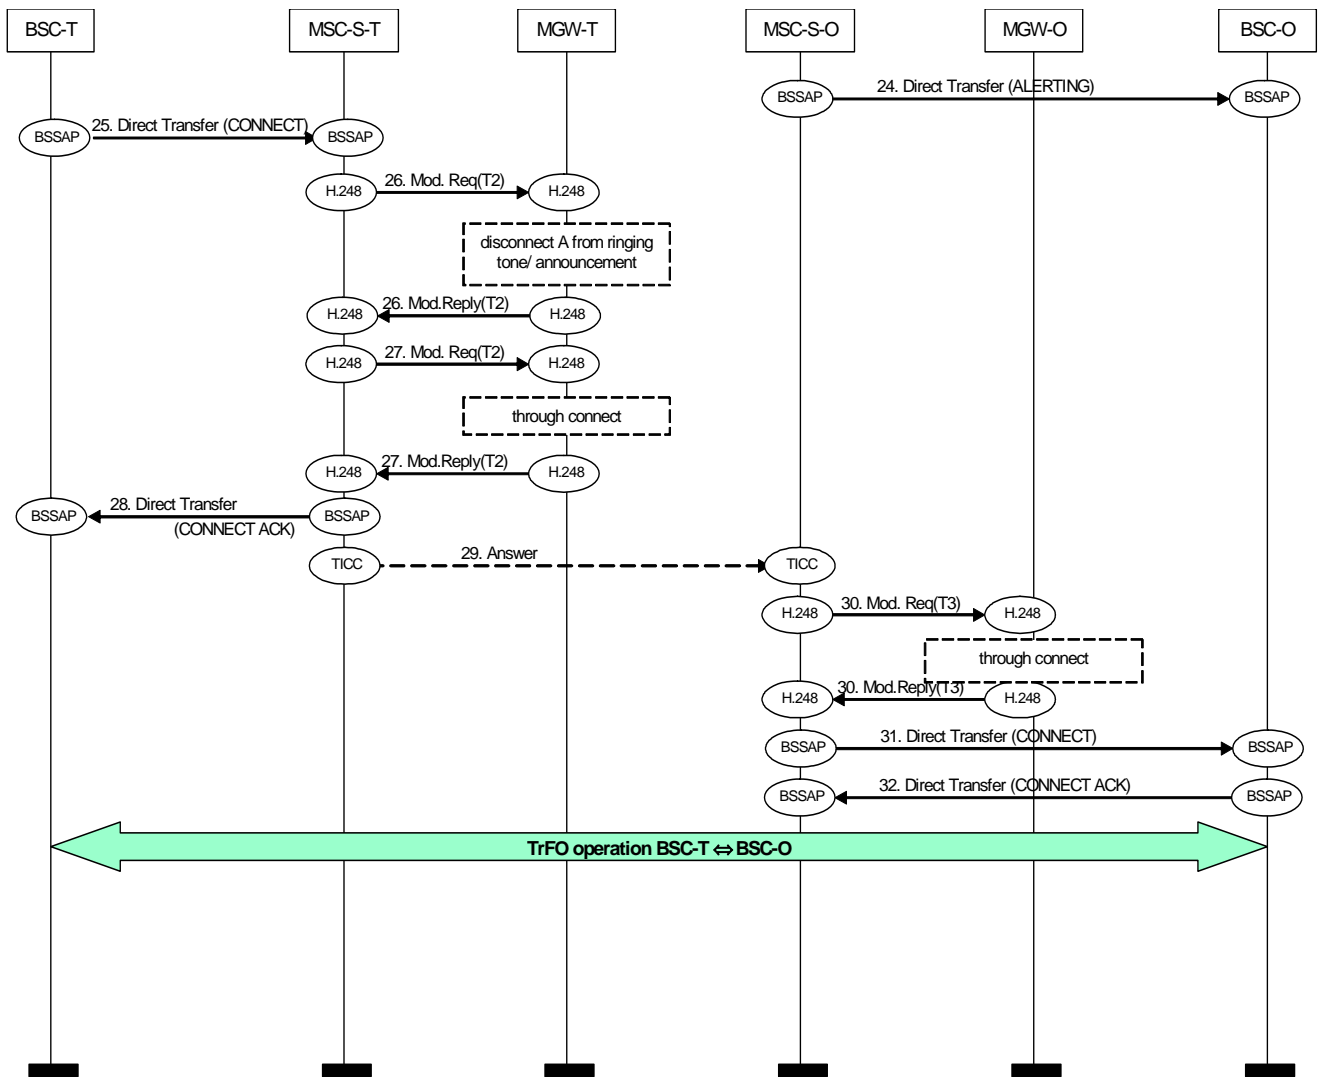 BSC-T MSC-S-T MGW-T MSC-S-O MGW-O BSC-O
BSSAP 24. Direct Transfer (ALERTING) BSSAP
BSSAP 25. Direct Transfer (CONNECT) BSSAP
H.248 26. Mod. Req(T2) H.248
disconnect A from ringing
tone/ announcement
H.248 26. Mod.Reply(T2) H.248
H.248 27. Mod. Req(T2) H.248
through connect
H.248 27. Mod.Reply(T2) H.248
BSSAP 28. Direct Transfer BSSAP
(CONNECT ACK)
TICC 29. Answer TICC
H.248 30. Mod. Req(T3) H.248
through connect
H.248 30. Mod.Reply(T3) H.248
BSSAP 31. Direct Transfer (CONNECT) BSSAP
BSSAP 32. Direct Transfer (CONNECT ACK) BSSAP
TrFO operation BSC-T ⇔ BSC-O